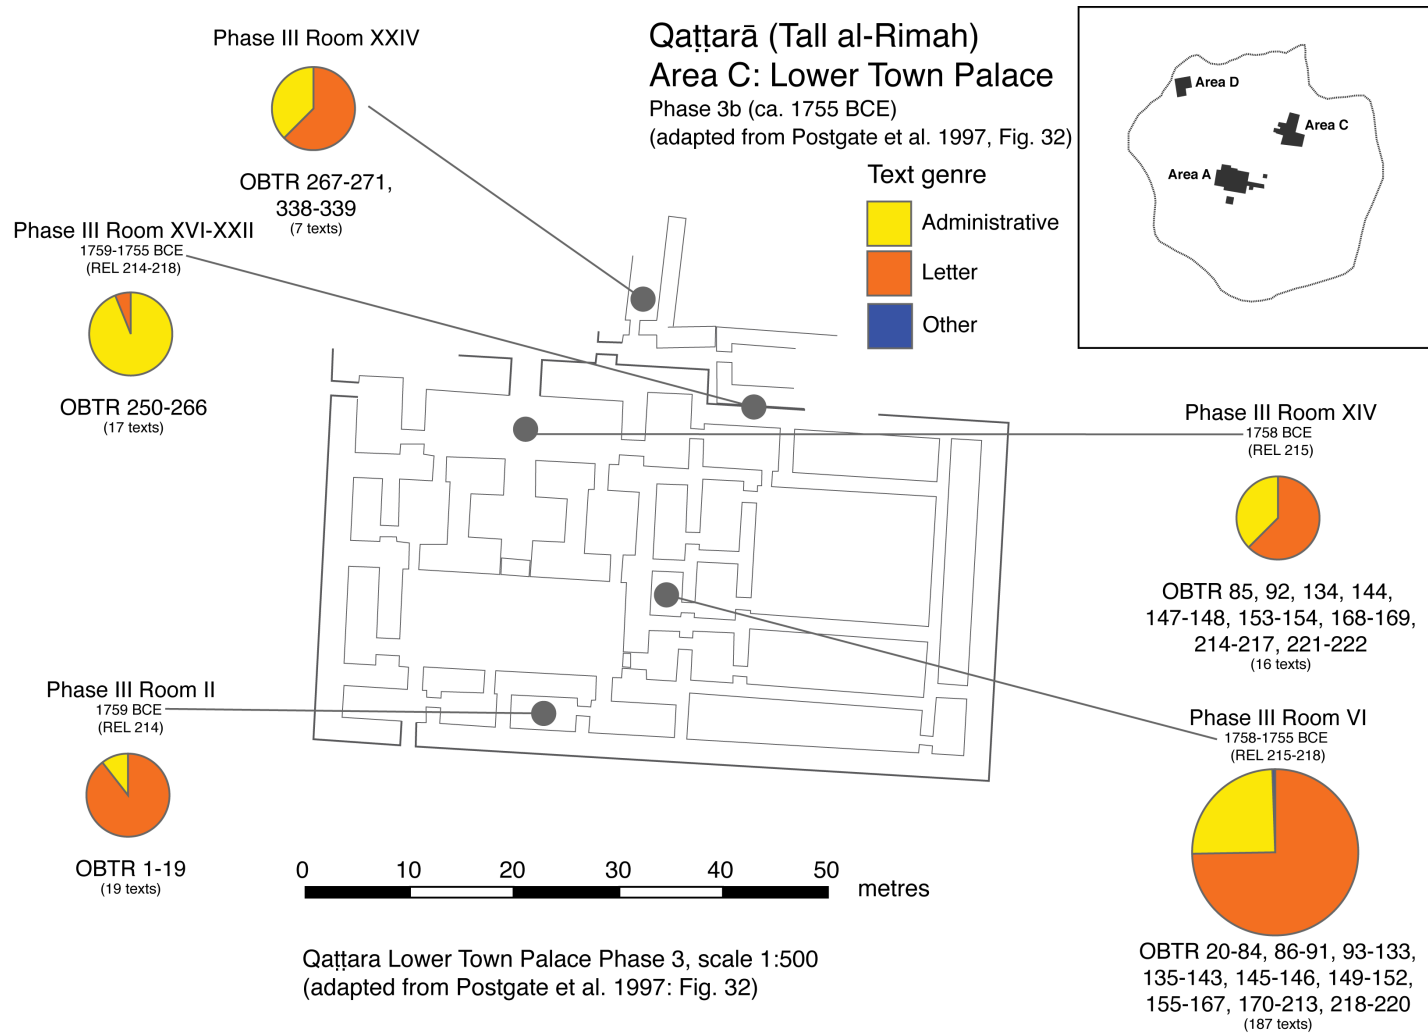 Phase III Room XXIV
OBTR 267-271,
338-339
(7 texts)
Phase III Room XVI-XXII
1759-1755 BCE
(REL 214-218)
OBTR 250-266
(17 texts)
Phase III Room II
1759 BCE
(REL 214)
OBTR 1-19
(19 texts)
Qaṭṭarā (Tall al-Rimah)
Area C: Lower Town Palace
Phase 3b (ca. 1755 BCE)
(adapted from Postgate et al. 1997, Fig. 32)
Text genre
Administrative
Letter
Other
Area D
Area C
Area A
Phase III Room XIV
1758 BCE
(REL 215)
OBTR 85, 92, 134, 144,
147-148, 153-154, 168-169,
214-217, 221-222
(16 texts)
Phase III Room VI
1758-1755 BCE
(REL 215-218)
OBTR 20-84, 86-91, 93-133,
135-143, 145-146, 149-152,
155-167, 170-213, 218-220
(187 texts)
0 10 20 30 40 50
metres
Qaṭṭara Lower Town Palace Phase 3, scale 1:500
(adapted from Postgate et al. 1997: Fig. 32)